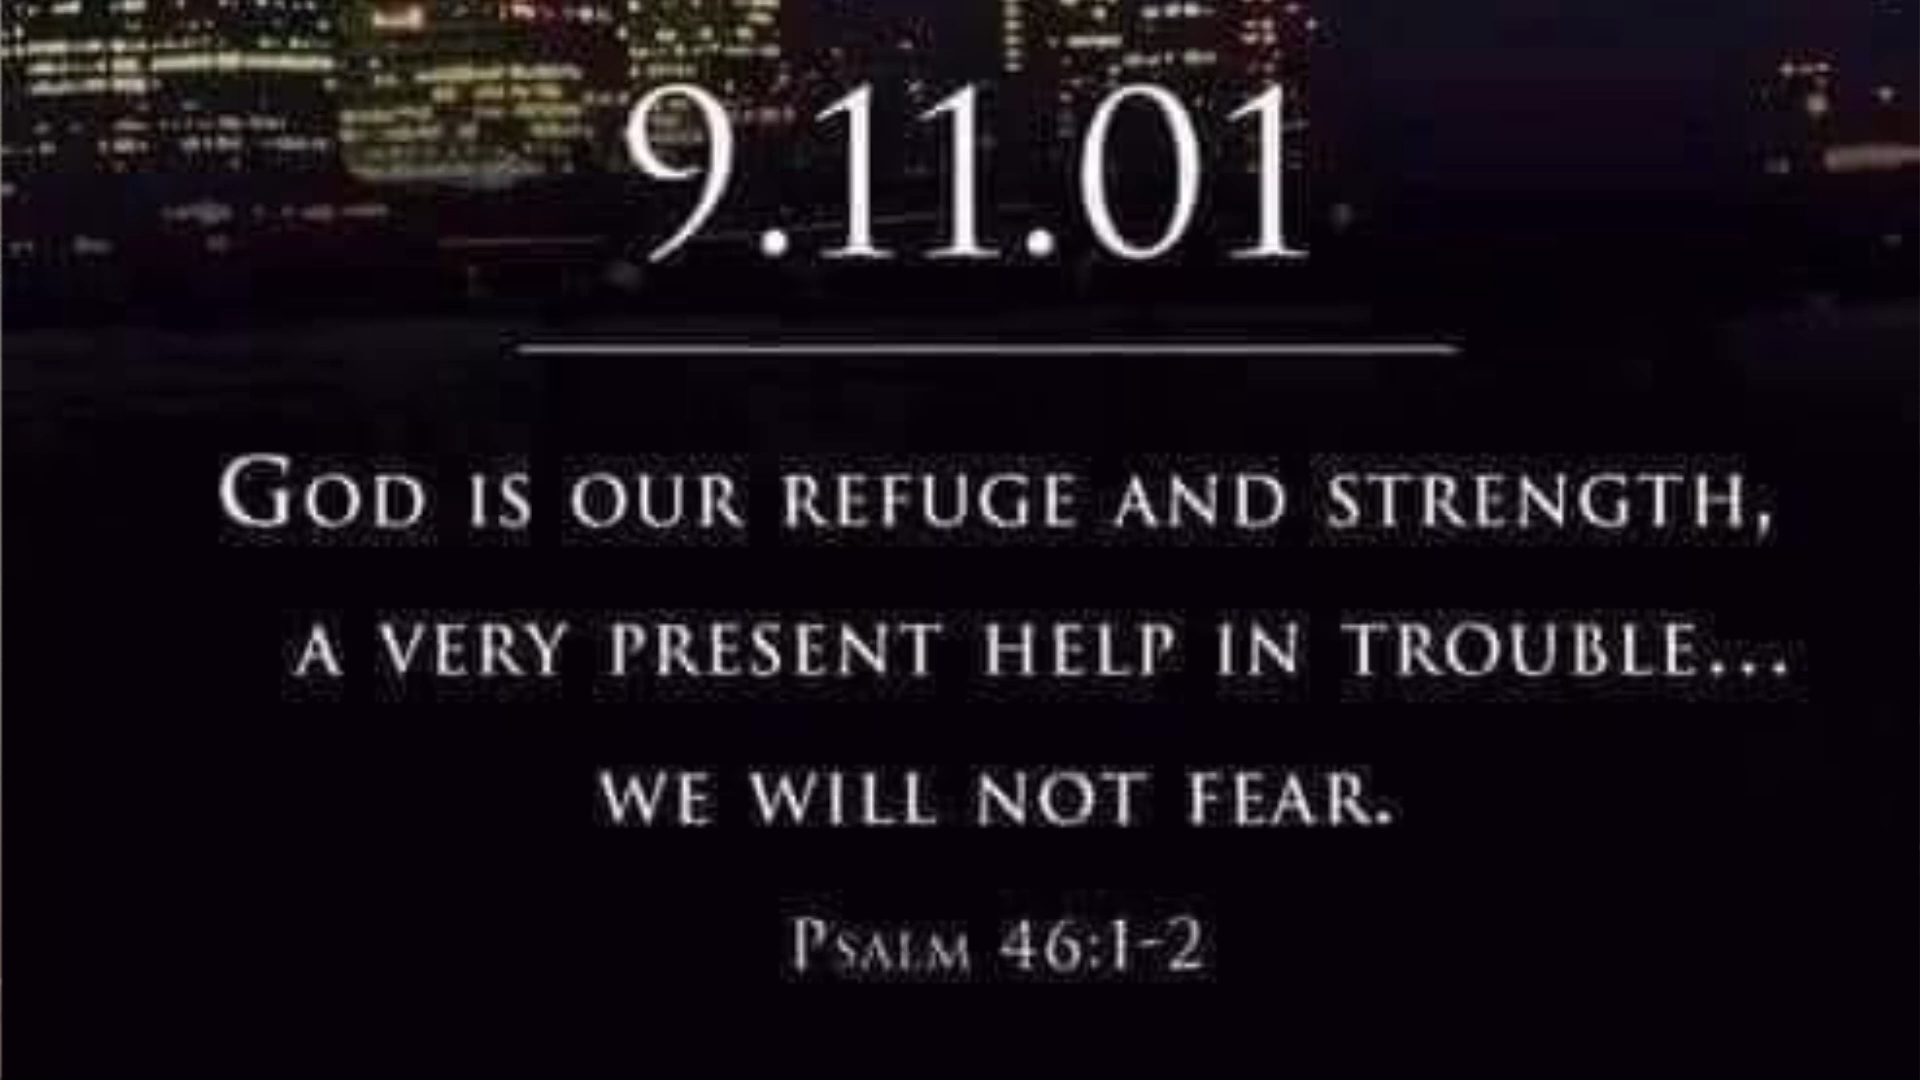 9.11.01
God is our refuge and strength,
a very present help in trouble...
we will not fear.
Psalm 46:1-2